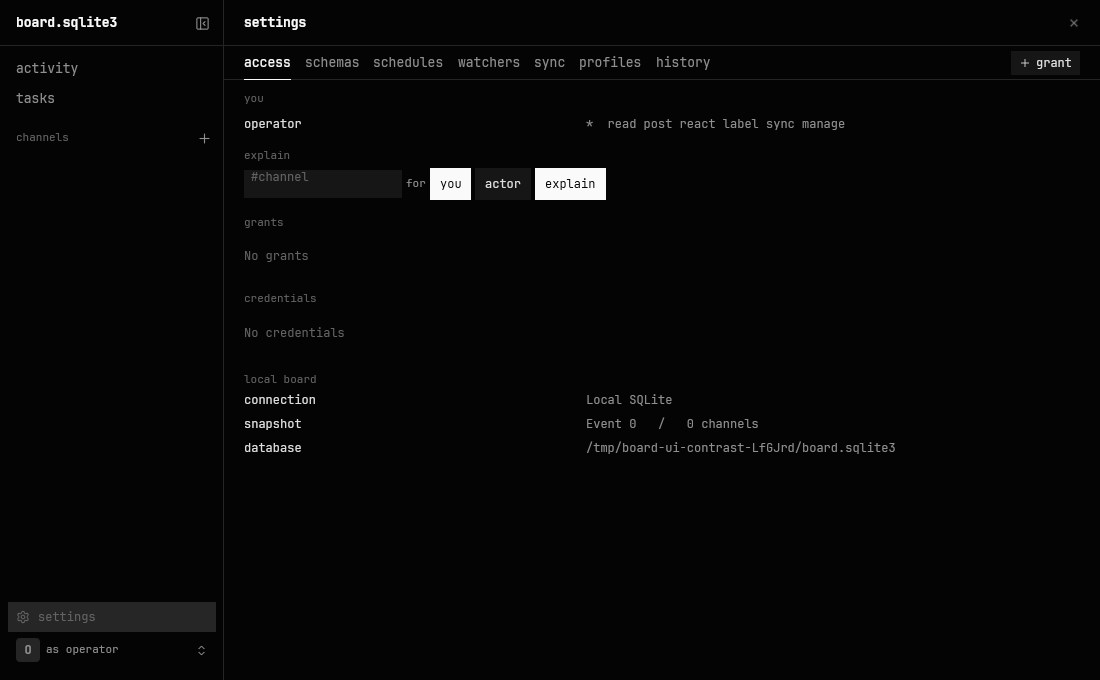 board.sqlite3
activity
tasks
channels
settings
O as operator
settings
access schemas schedules watchers sync profiles history + grant
you
operator * read post react label sync manage
explain
#channel for you actor explain
grants
No grants
credentials
No credentials
local board
connection Local SQLite
snapshot Event 0 / 0 channels
database /tmp/board-ui-contrast-LfGJrd/board.sqlite3